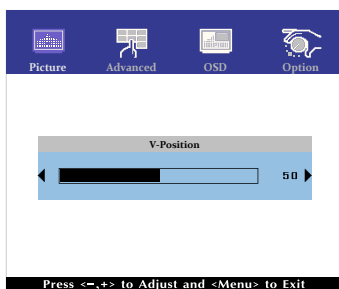 Picture Advanced OSD Option
V-Position
50
Press <-,+> to Adjust and <Menu> to Exit